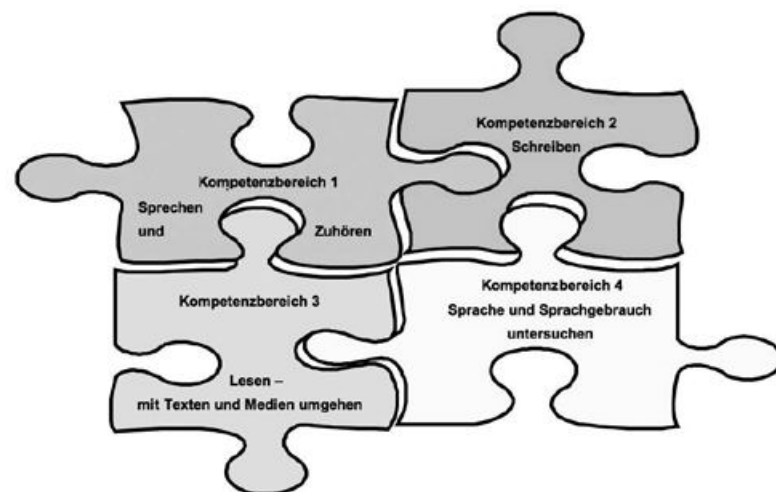 Kompetenzbereich 1
Sprechen
und Zuhören
Kompetenzbereich 2
Schreiben
Kompetenzbereich 3
Lesen –
mit Texten und Medien umgehen
Kompetenzbereich 4
Sprache und Sprachgebrauch
untersuchen